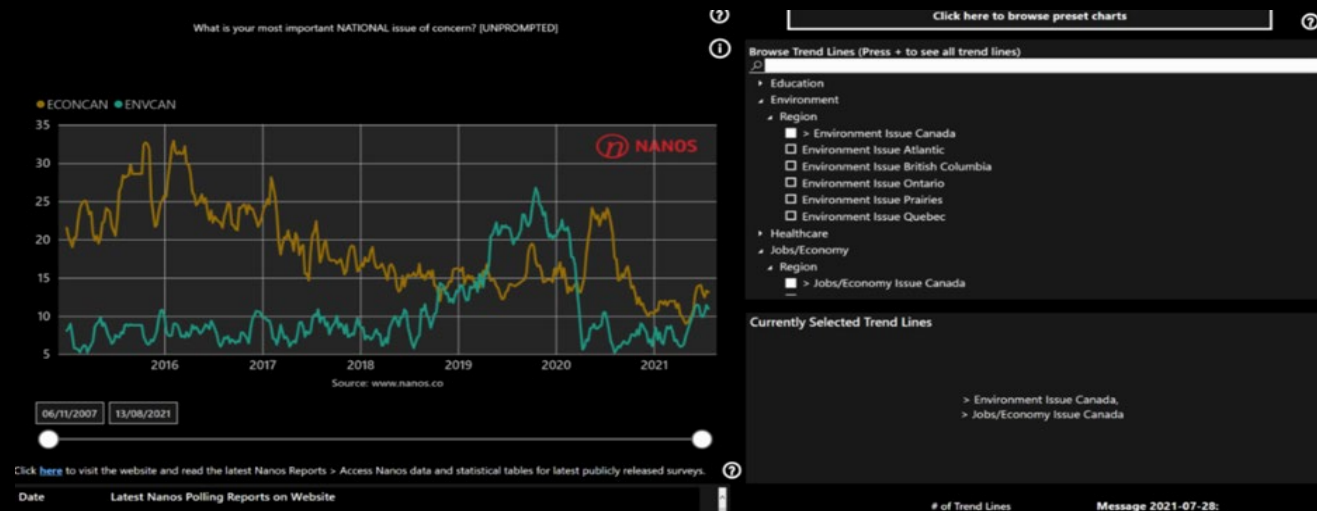 What is your most important NATIONAL issue of concern? [UNPROMPTED]
ECONCAN ENVCAN
NANOS
35
30
25
20
15
10
5
2016 2017 2018 2019 2020 2021
Source: www.nanos.co
06/11/2007 13/08/2021
Click here to visit the website and read the latest Nanos Reports > Access Nanos data and statistical tables for latest publicly released surveys.
Date Latest Nanos Polling Reports on Website
Click here to browse preset charts
Browse Trend Lines (Press + to see all trend lines)
Education
Environment
Region
> Environment Issue Canada
Environment Issue Atlantic
Environment Issue British Columbia
Environment Issue Ontario
Environment Issue Prairies
Environment Issue Quebec
Healthcare
Jobs/Economy
Region
> Jobs/Economy Issue Canada
Currently Selected Trend Lines
> Environment Issue Canada,
> Jobs/Economy Issue Canada
# of Trend Lines
Message 2021-07-28: